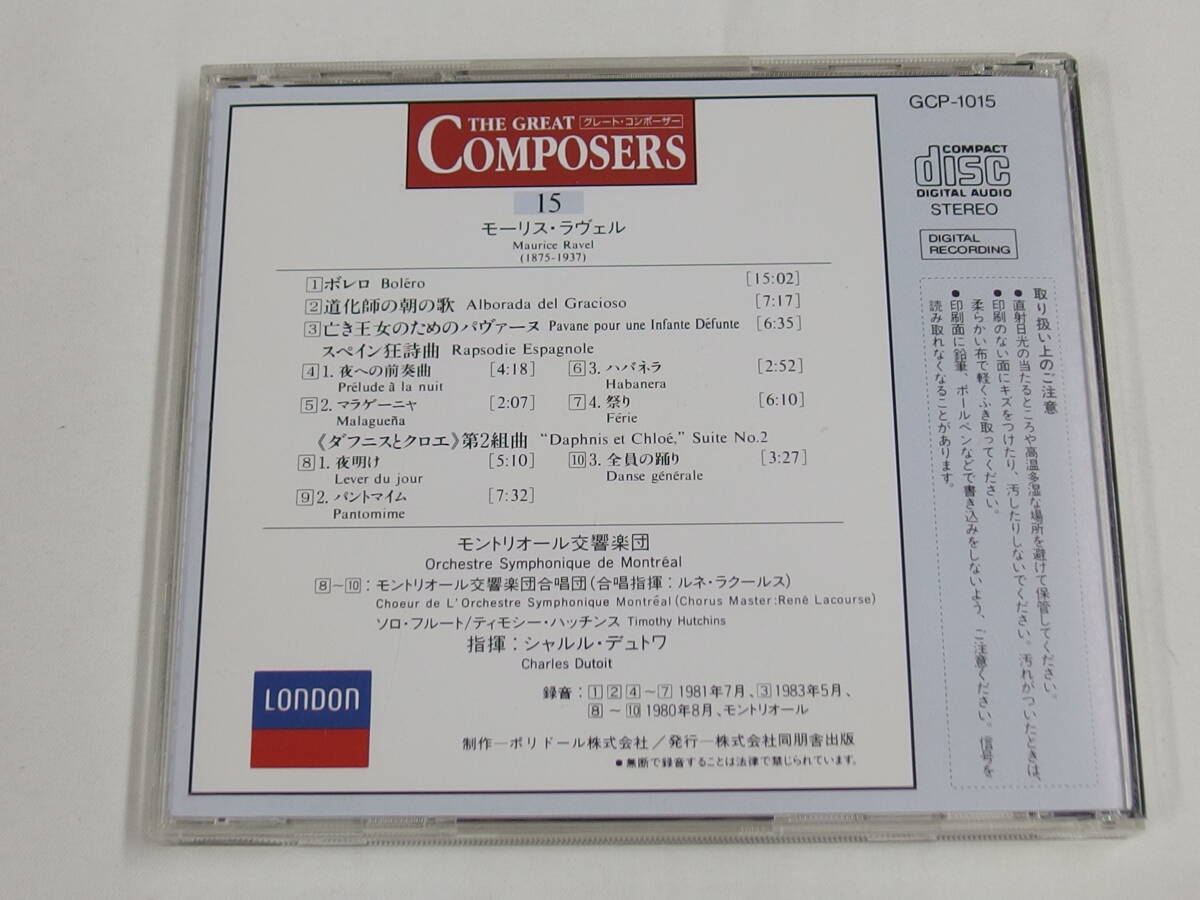 THE GREAT グレート・コンポーザー
COMPOSERS
15
モーリス・ラヴェル
Maurice Ravel
(1875-1937)
1 ボレロ Boléro [15:02]
2 道化師の朝の歌 Alborada del Gracioso [7:17]
3 亡き王女のためのパヴァーヌ Pavane pour une Infante Défunte [6:35]
スペイン狂詩曲 Rapsodie Espagnole
4 1. 夜への前奏曲 [4:18]
Prélude à la nuit
5 2. マラゲーニャ [2:07]
Malagueña
6 3. ハバネラ [2:52]
Habanera
7 4. 祭り [6:10]
Férie
《ダフニスとクロエ》第2組曲 “Daphnis et Chloé,” Suite No.2
8 1. 夜明け [5:10]
Lever du jour
9 2. パントマイム [7:32]
Pantomime
10 3. 全員の踊り [3:27]
Danse générale
モントリオール交響楽団
Orchestre Symphonique de Montréal
8～10：モントリオール交響楽団合唱団（合唱指揮：ルネ・ラクールス）
Choeur de L'Orchestre Symphonique Montréal (Chorus Master:René Lacourse)
ソロ・フルート/ティモシー・ハッチンス Timothy Hutchins
指揮：シャルル・デュトワ
Charles Dutoit
録音：1 2 4～7 1981年7月、3 1983年5月、
8～10 1980年8月、モントリオール
LONDON
制作―ポリドール株式会社／発行―株式会社同朋舎出版
●無断で録音することは法律で禁じられています。
GCP-1015
COMPACT
disc
DIGITAL AUDIO
STEREO
DIGITAL
RECORDING
取り扱い上のご注意
●直射日光の当たるところや高温多湿な場所を避けて保管してください。
●印刷のない面にキズをつけたり、汚したりしないでください。汚れがついたときは、
柔らかい布で軽くふき取ってください。
●印刷面に鉛筆、ボールペンなどで書き込みをしないよう、ご注意ください。信号を
読み取れなくなることがあります。